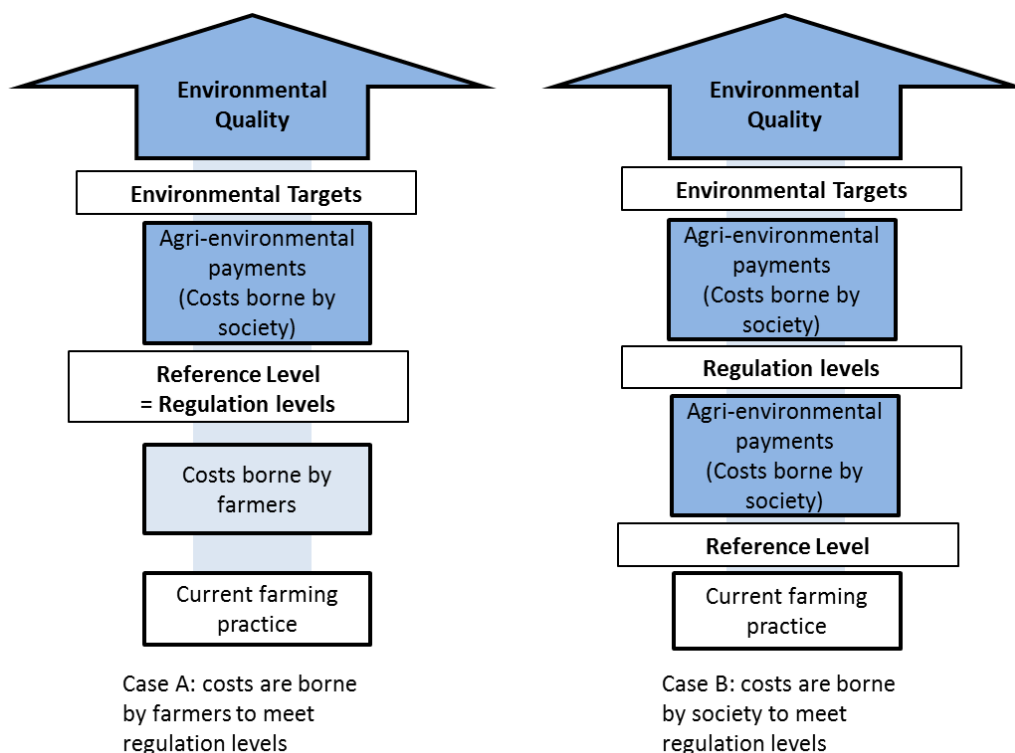 Environmental
Quality
Environmental Targets
Agri-environmental
payments
(Costs borne by
society)
Reference Level
= Regulation levels
Costs borne by
farmers
Current farming
practice
Case A: costs are borne
by farmers to meet
regulation levels
Environmental
Quality
Environmental Targets
Agri-environmental
payments
(Costs borne by
society)
Regulation levels
Agri-environmental
payments
(Costs borne by
society)
Reference Level
Current farming
practice
Case B: costs are borne
by society to meet
regulation levels